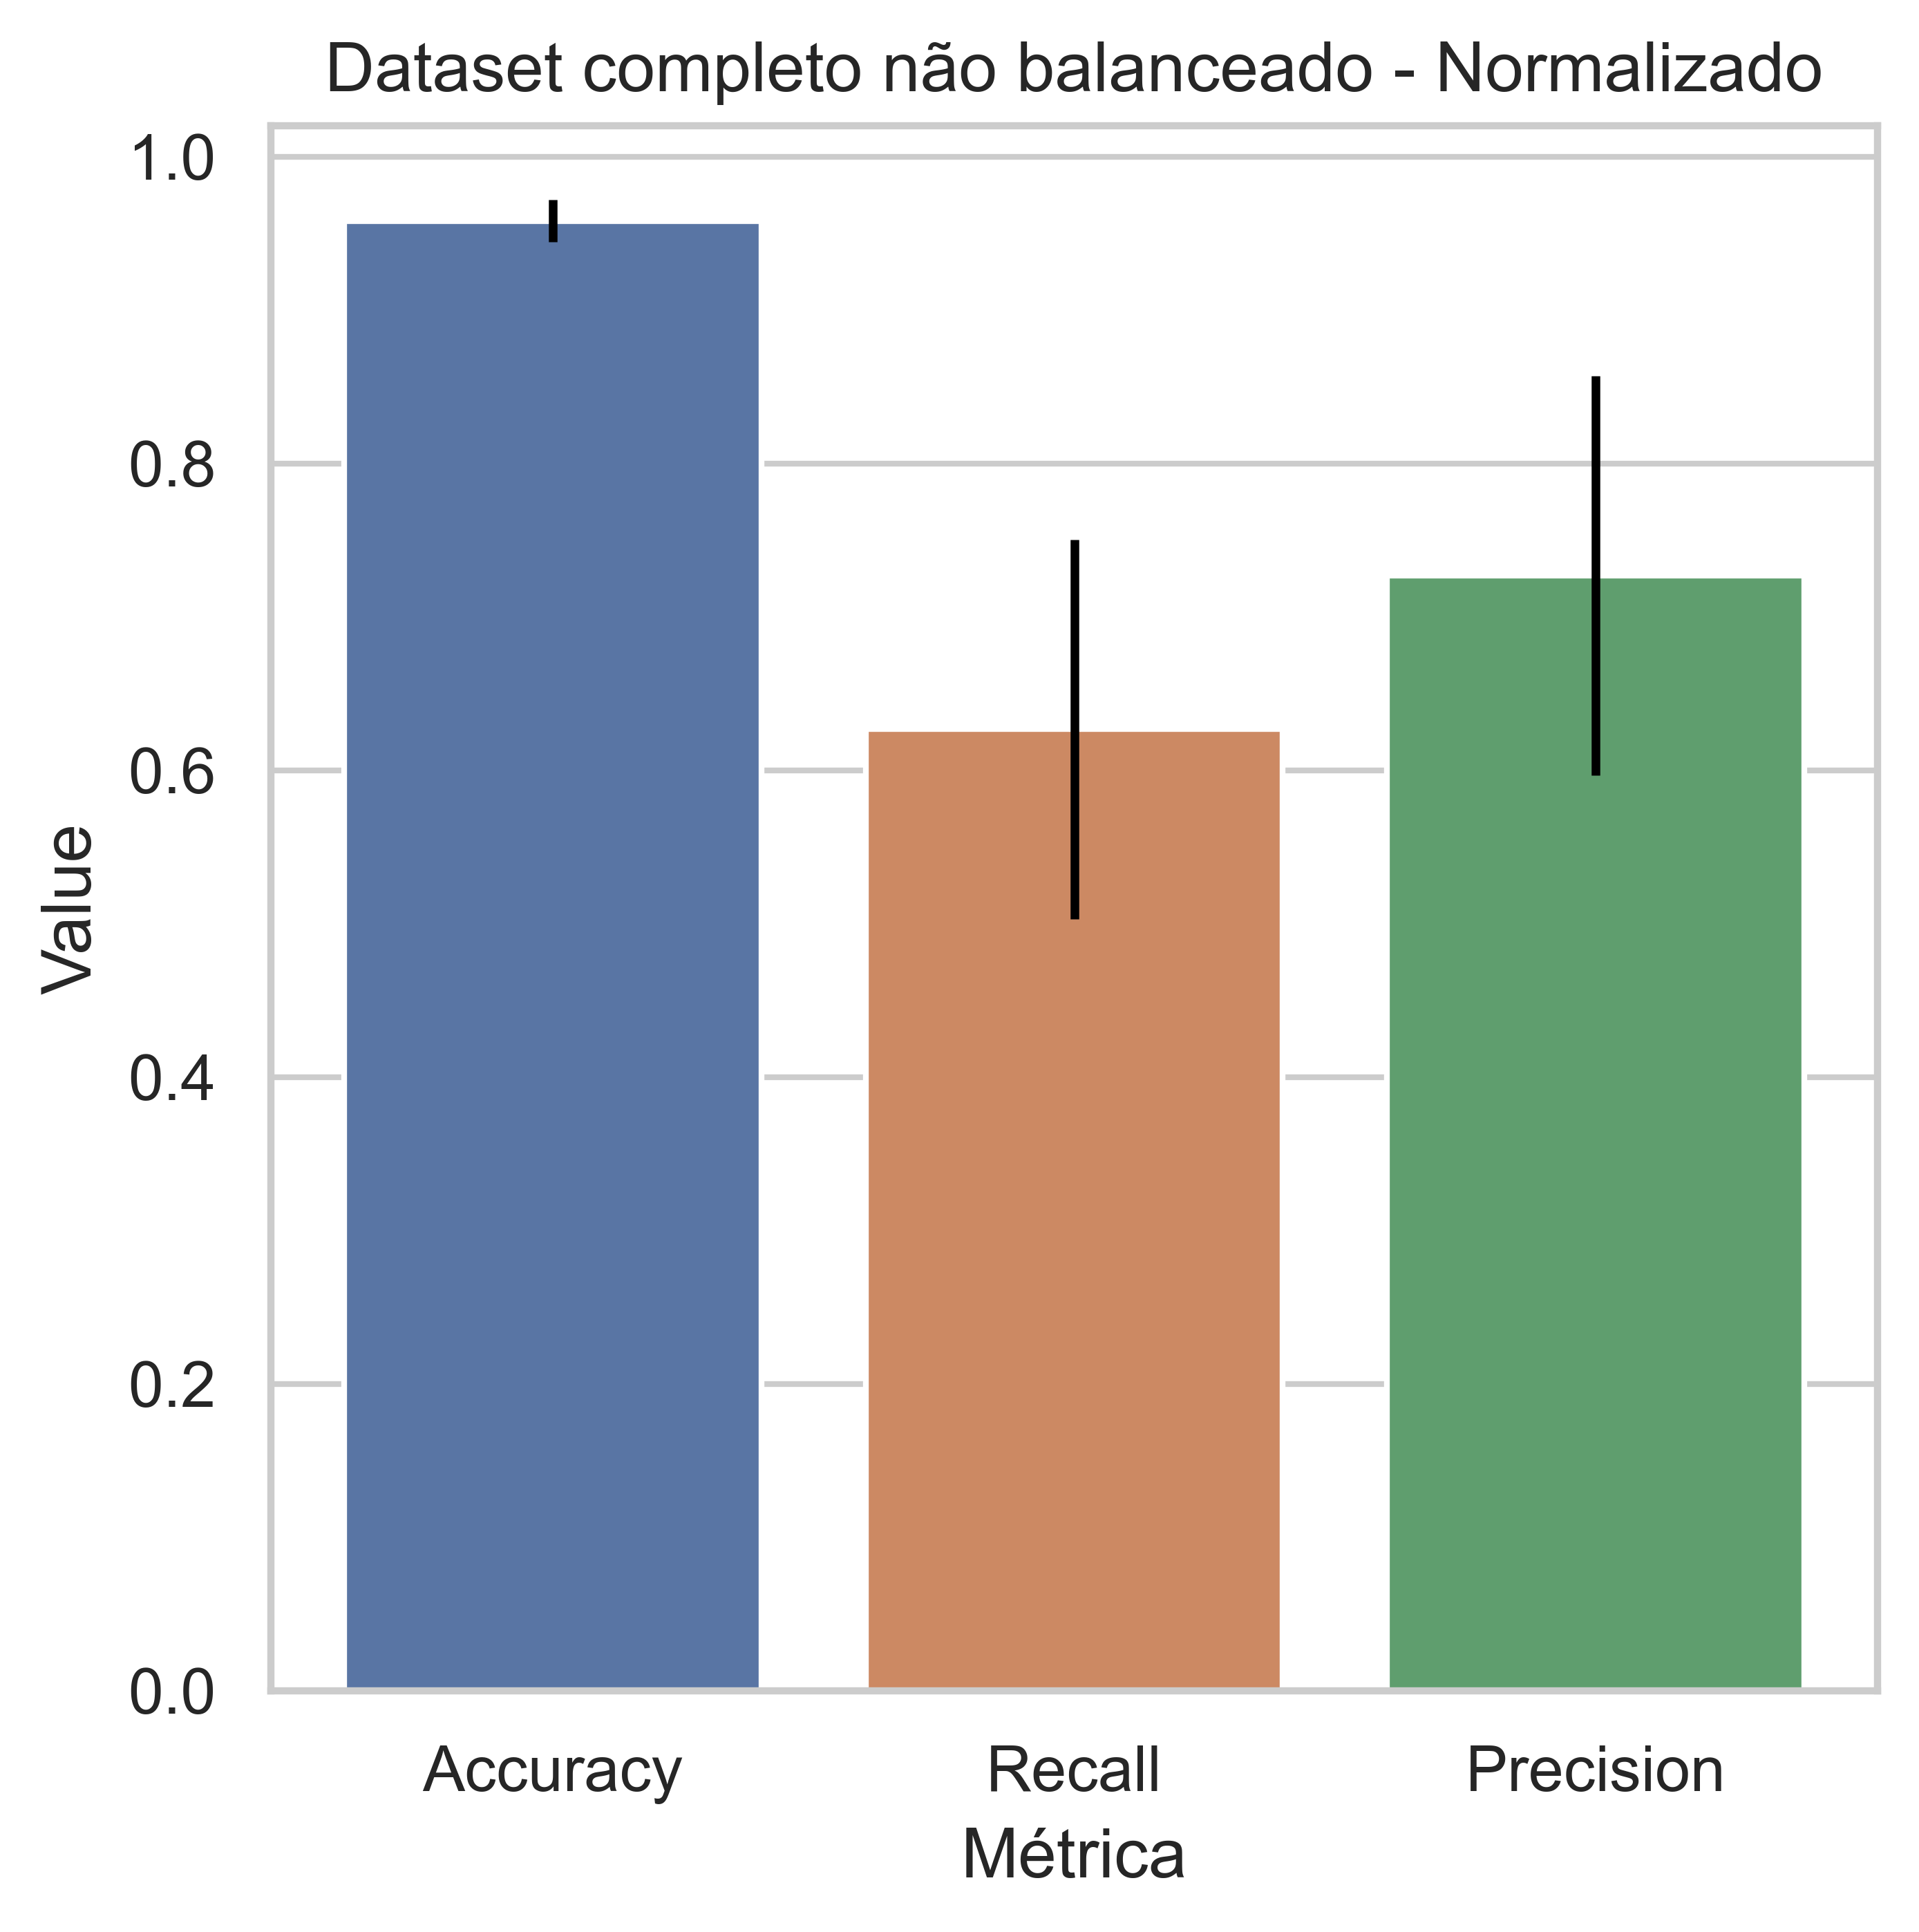 Dataset completo não balanceado - Normalizado
1.0
0.8
0.6
0.4
0.2
0.0
Value
Accuracy Recall Precision
Métrica